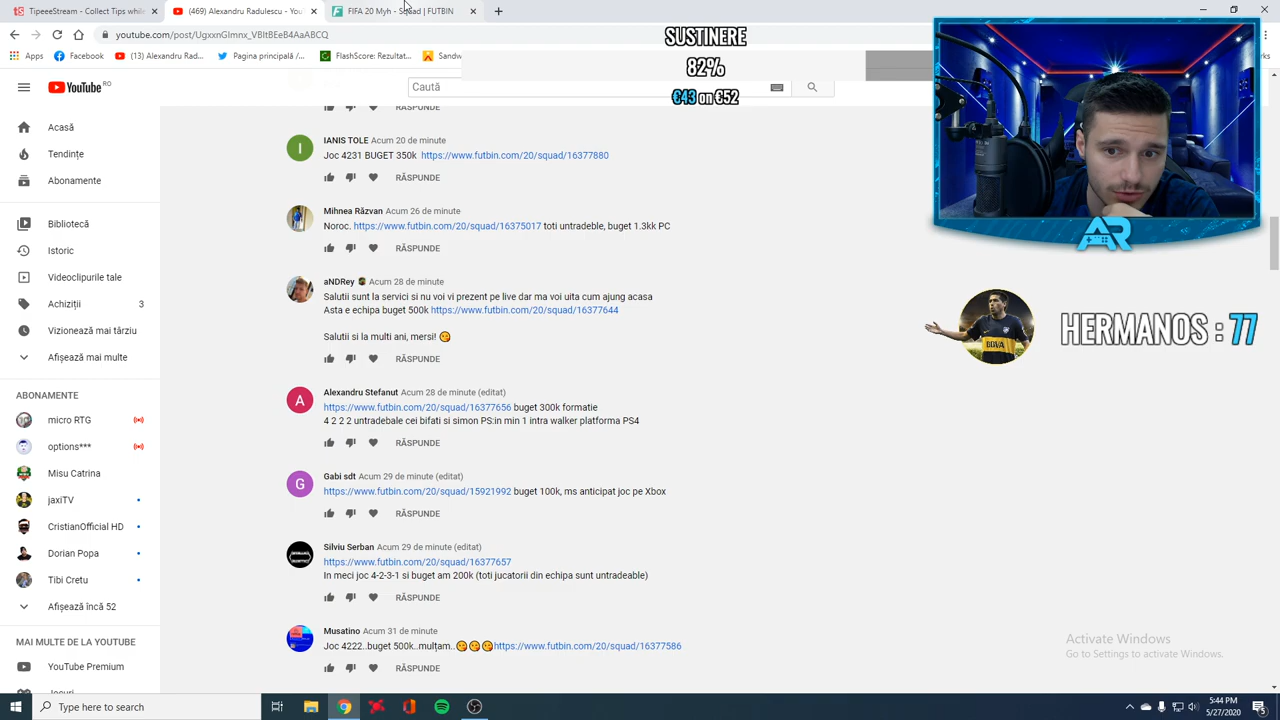 TipeeeStream - Collect Tips while
(469) Alexandru Radulescu - You
FIFA 20 Myh - Squad | FUTBIN
youtube.com/post/UgxxnGImIw_VBItBEeB4AaABCQ
Apps
Facebook
(13) Alexandru Rad...
Pagina principală /...
FlashScore: Rezultat...
Sandw
SUSTINERE
82%
€43 on €52
YouTube RO
Caută
Acasă
Tendințe
Abonamente
Bibliotecă
Istoric
Videoclipurile tale
Achiziții 3
Vizionează mai târziu
Afișează mai multe
ABONAMENTE
micro RTG
options***
Misu Catrina
jaxiTV
CristianOfficial HD
Dorian Popa
Tibi Cretu
Afișează încă 52
MAI MULTE DE LA YOUTUBE
YouTube Premium
Jocuri
RĂSPUNDE
I
IANIS TOLE Acum 20 de minute
Joc 4231 BUGET 350k https://www.futbin.com/20/squad/16377880
RĂSPUNDE
Mihnea Răzvan Acum 26 de minute
Noroc. https://www.futbin.com/20/squad/16375017 toti untradeble, buget 1.3kk PC
RĂSPUNDE
aNDRey Acum 28 de minute
Salutii sunt la servici si nu voi vi prezent pe live dar ma voi uita cum ajung acasa
Asta e echipa buget 500k https://www.futbin.com/20/squad/16377644
Salutii si la multi ani, mersi! 😋
RĂSPUNDE
A
Alexandru Stefanut Acum 28 de minute (editat)
https://www.futbin.com/20/squad/16377656 buget 300k formatie
4 2 2 2 untradebale cei bifati si simon PS:in min 1 intra walker platforma PS4
RĂSPUNDE
G
Gabi sdt Acum 29 de minute (editat)
https://www.futbin.com/20/squad/15921992 buget 100k, ms anticipat joc pe Xbox
RĂSPUNDE
Silviu Serban Acum 29 de minute (editat)
https://www.futbin.com/20/squad/16377657
In meci joc 4-2-3-1 si buget am 200k (toti jucatorii din echipa sunt untradeable)
RĂSPUNDE
Musatino Acum 31 de minute
Joc 4222..buget 500k..mulțam..😋😋😋https://www.futbin.com/20/squad/16377586
RĂSPUNDE
AR
BBVA
HERMANOS : 77
Activate Windows
Go to Settings to activate Windows.
Type here to search
5:44 PM
5/27/2020
5